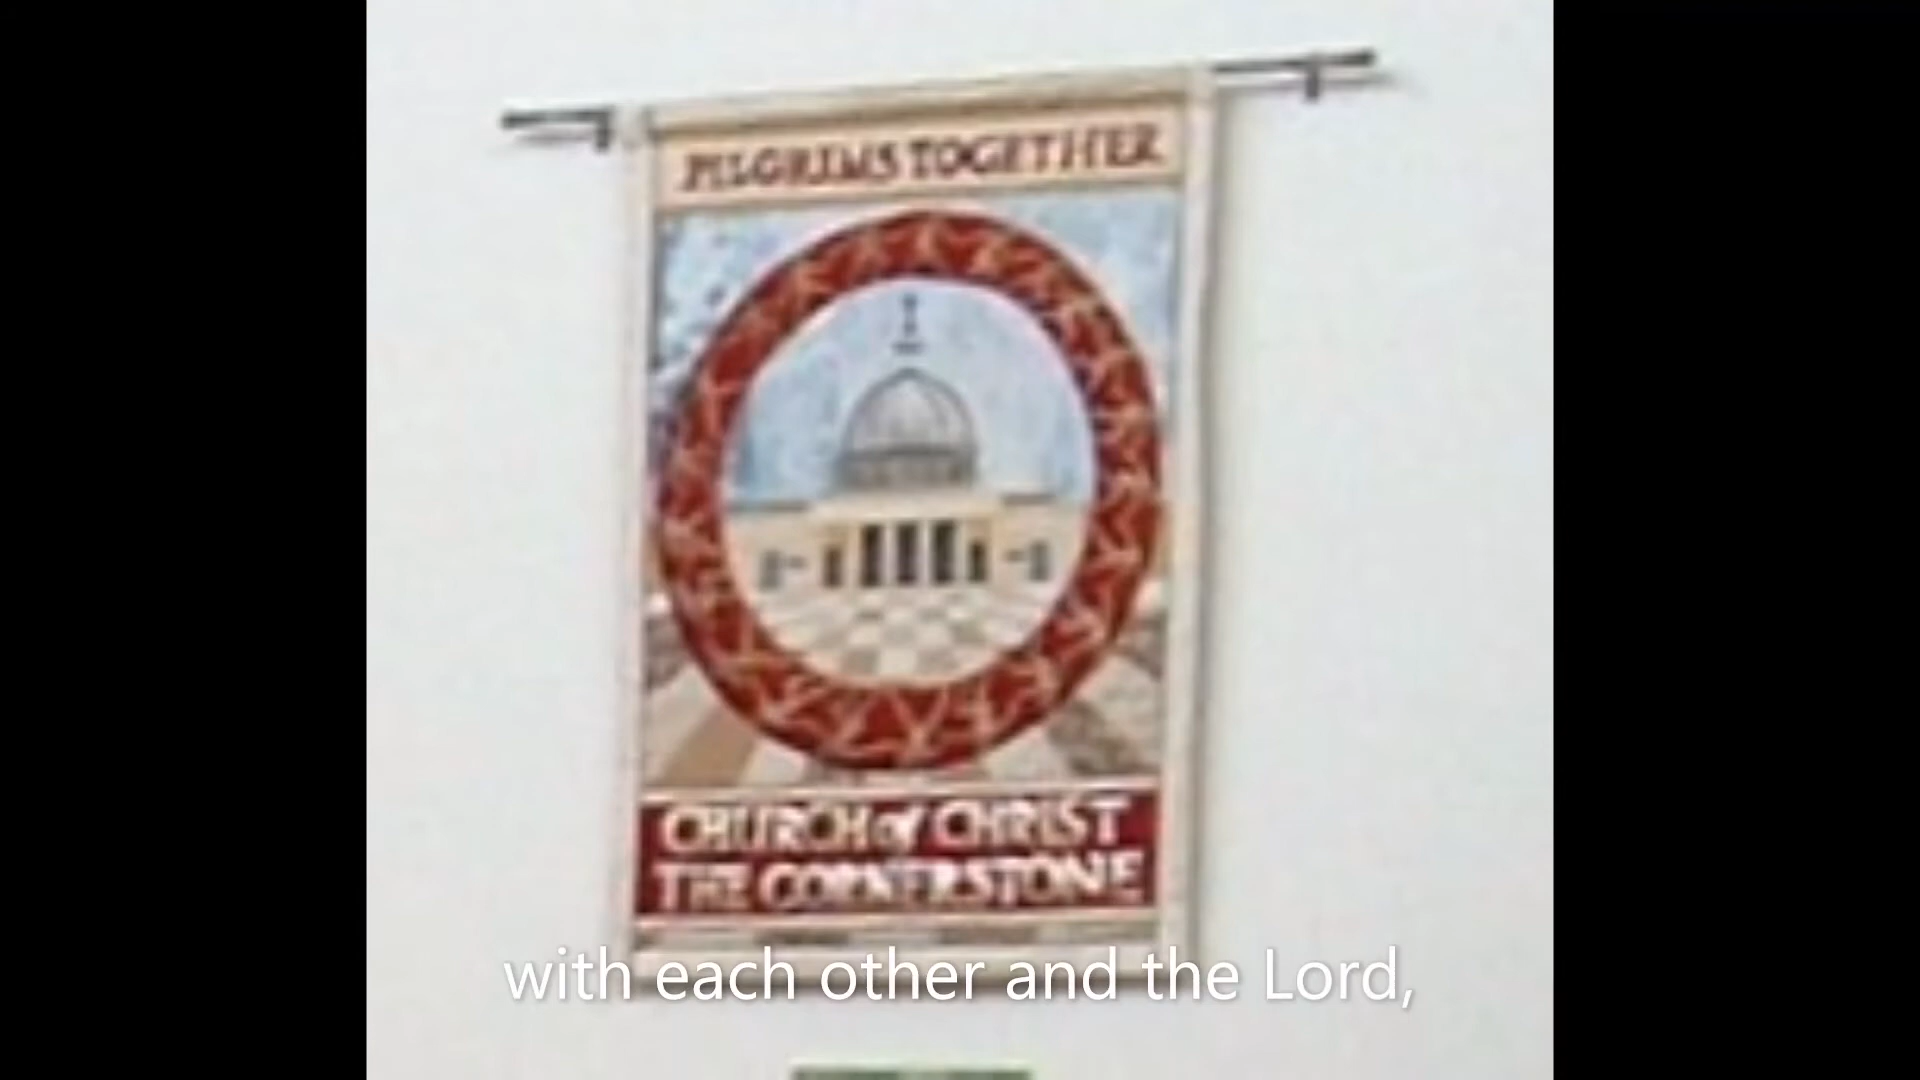 PILGRIMS TOGETHER
CHURCH of CHRIST
THE CORNERSTONE
with each other and the Lord,